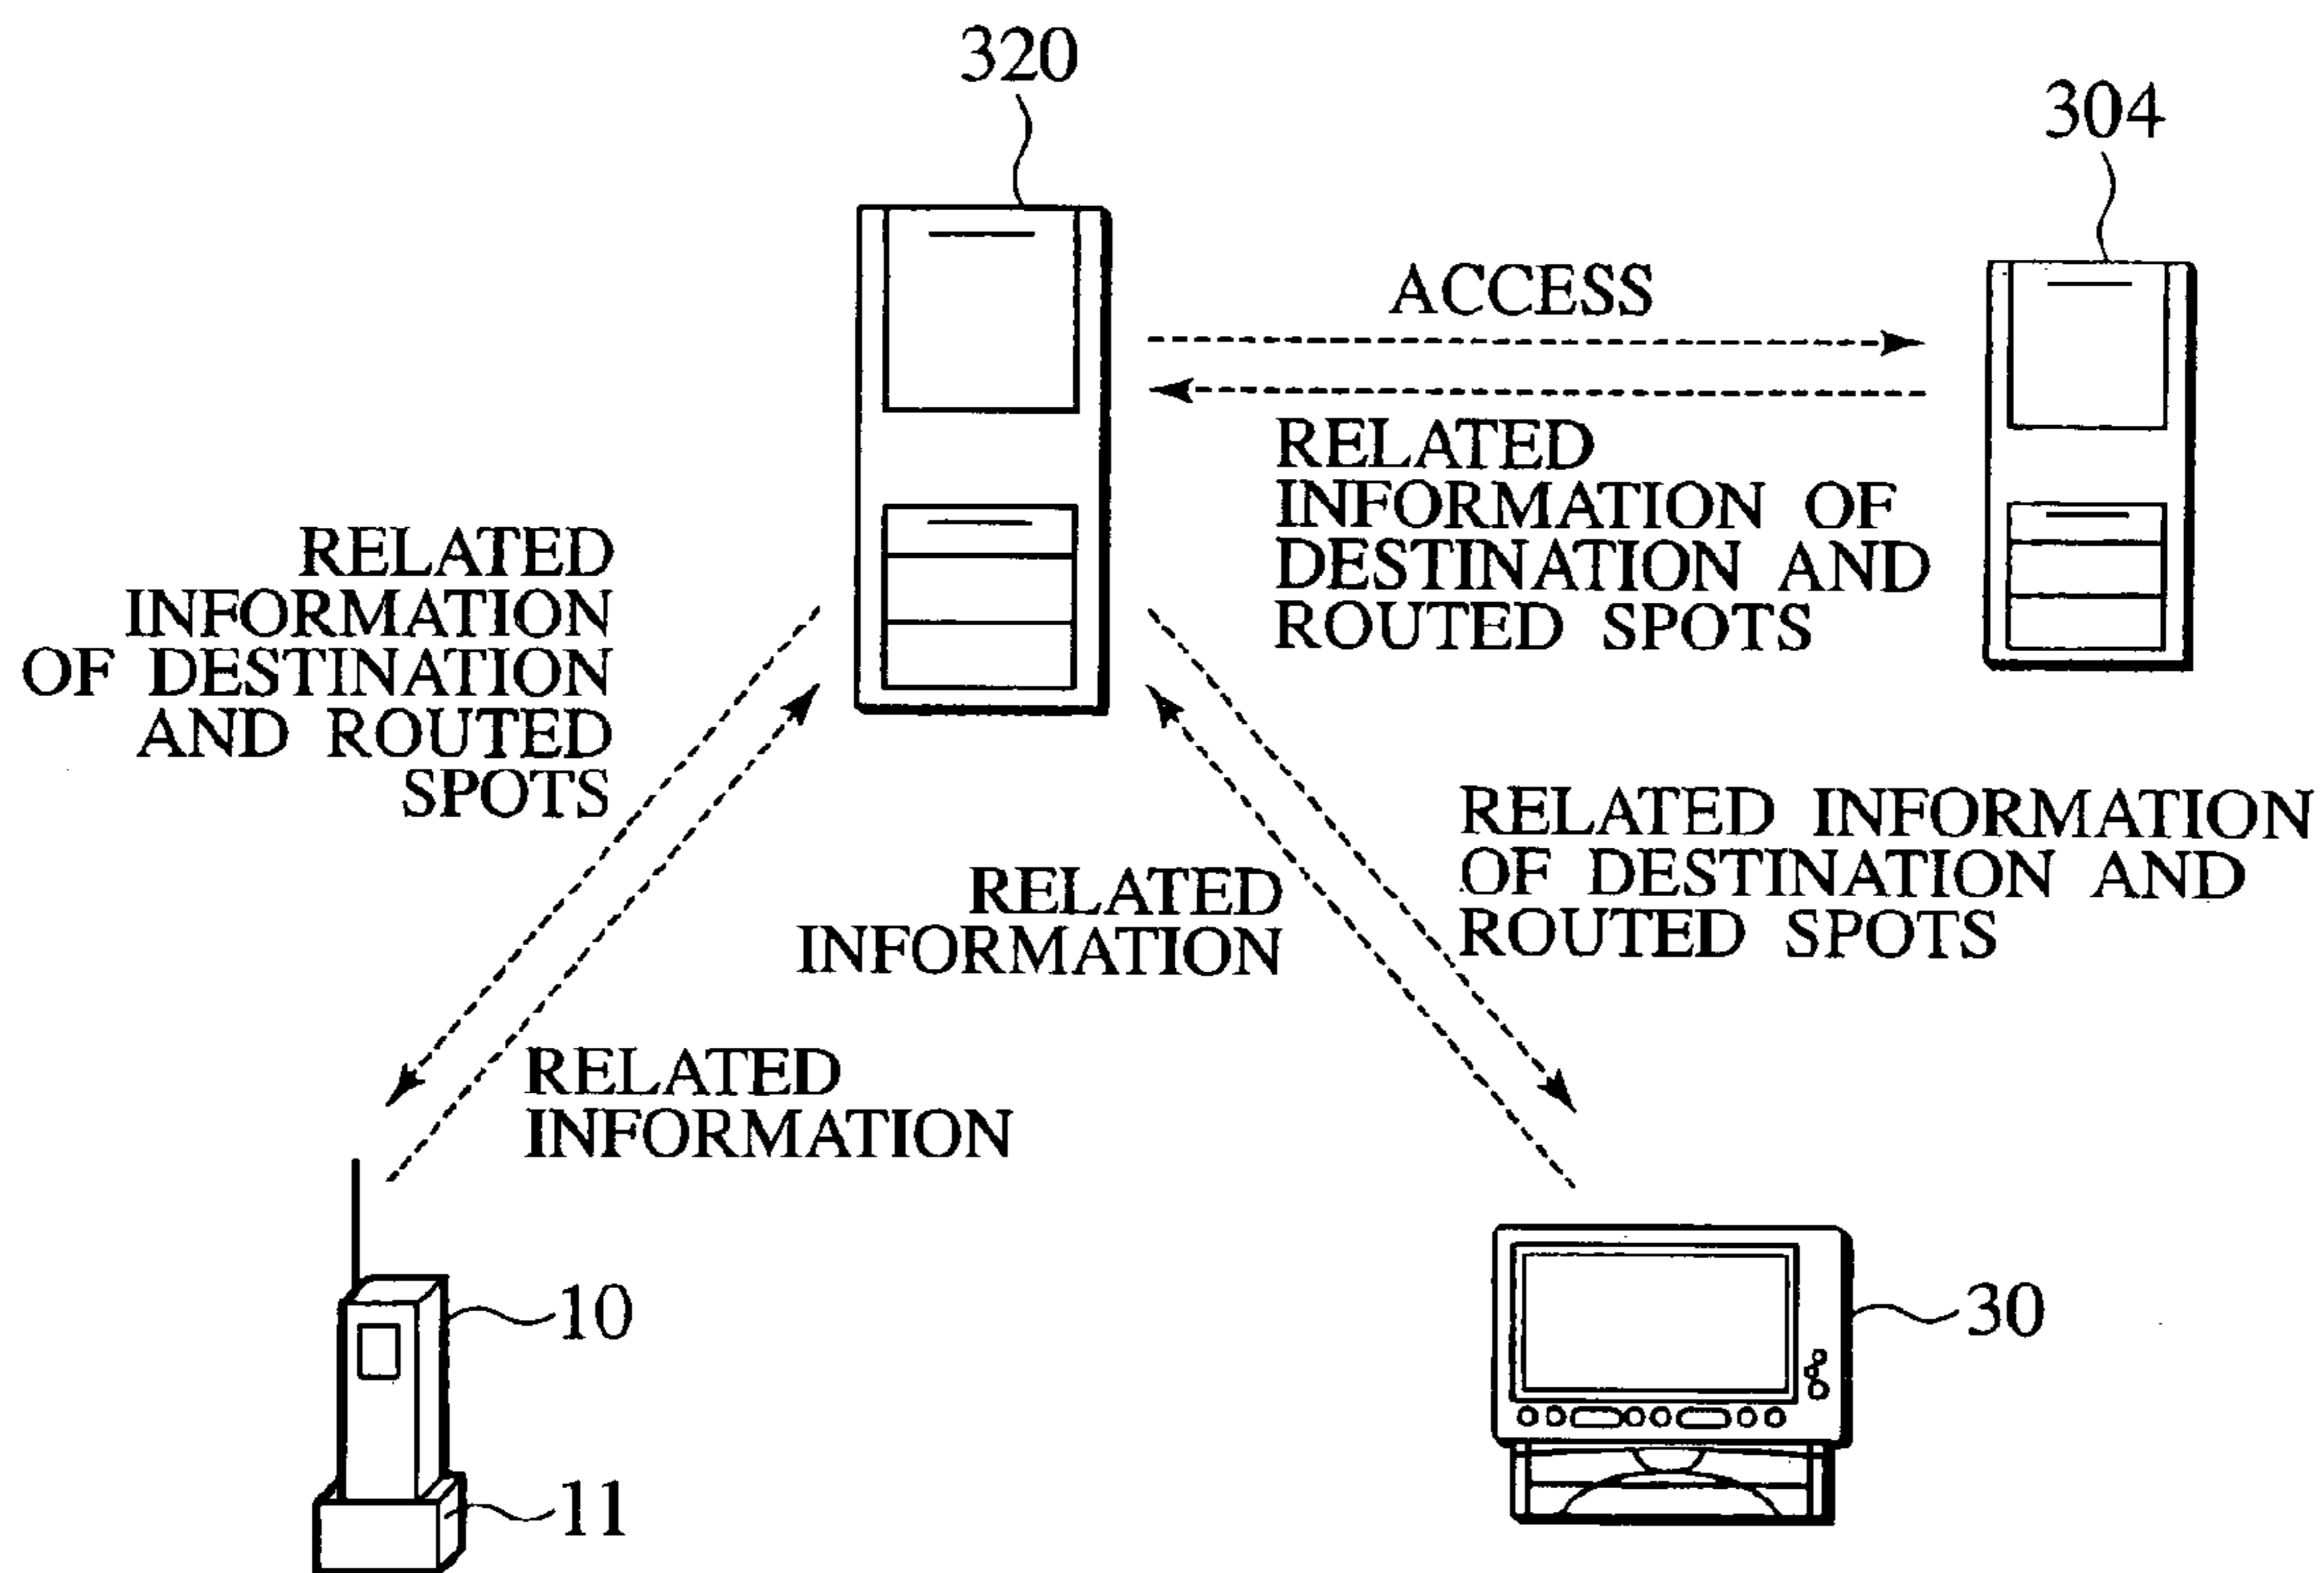 320
304
ACCESS
RELATED
INFORMATION OF
DESTINATION AND
ROUTED SPOTS
RELATED
INFORMATION
OF DESTINATION
AND ROUTED
SPOTS
RELATED INFORMATION
OF DESTINATION AND
ROUTED SPOTS
RELATED
INFORMATION
RELATED
INFORMATION
10
30
11